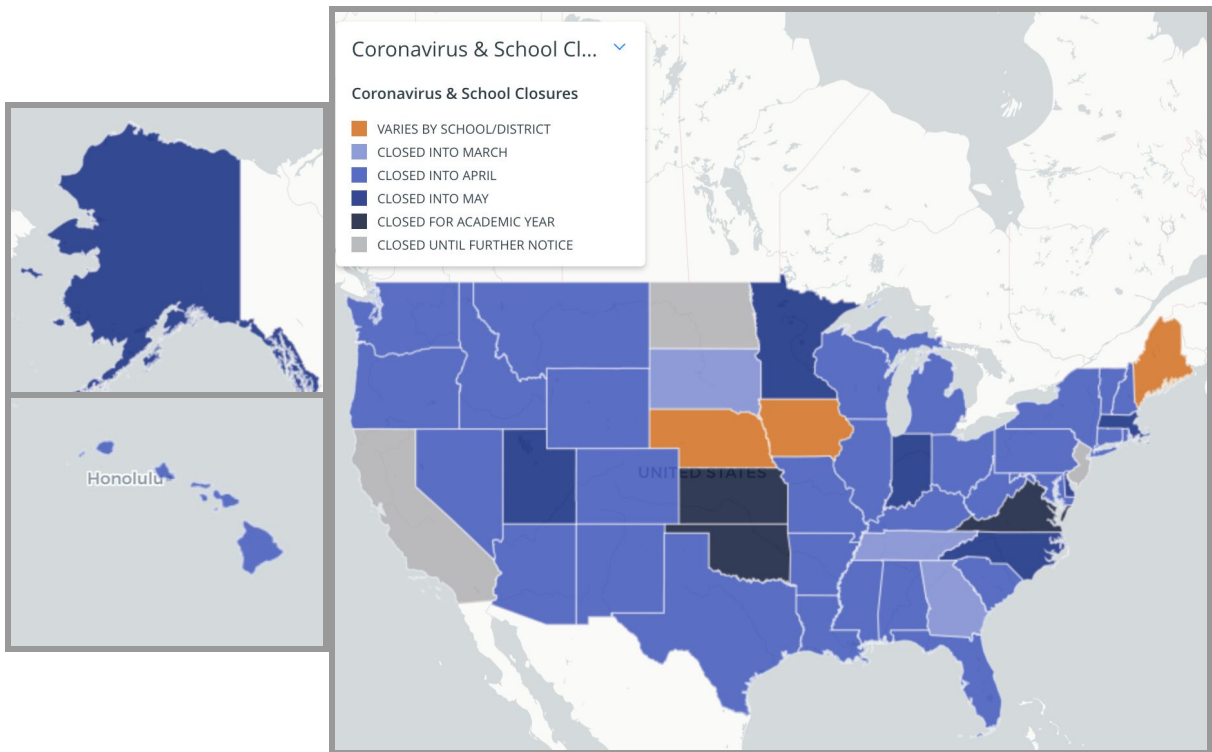 Coronavirus & School Cl...
Coronavirus & School Closures
VARIES BY SCHOOL/DISTRICT
CLOSED INTO MARCH
CLOSED INTO APRIL
CLOSED INTO MAY
CLOSED FOR ACADEMIC YEAR
CLOSED UNTIL FURTHER NOTICE
Honolulu
UNITED STATES